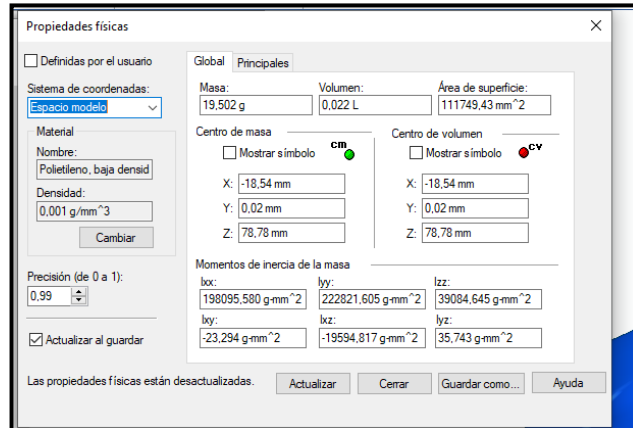 Propiedades físicas
Definidas por el usuario
Sistema de coordenadas:
Espacio modelo
Material
Nombre:
Polietileno, baja densid
Densidad:
0,001 g/mm^3
Cambiar
Precisión (de 0 a 1):
0,99
Actualizar al guardar
Global Principales
Masa: Volumen: Área de superficie:
19,502 g 0,022 L 111749,43 mm^2
Centro de masa Centro de volumen
Mostrar símbolo cm Mostrar símbolo cv
X: -18,54 mm X: -18,54 mm
Y: 0,02 mm Y: 0,02 mm
Z: 78,78 mm Z: 78,78 mm
Momentos de inercia de la masa
Ixx: Iyy: Izz:
198095,580 g-mm^2 222821,605 g-mm^2 39084,645 g-mm^2
Ixy: Ixz: Iyz:
-23,294 g-mm^2 -19594,817 g-mm^2 35,743 g-mm^2
Las propiedades físicas están desactualizadas. Actualizar Cerrar Guardar como... Ayuda